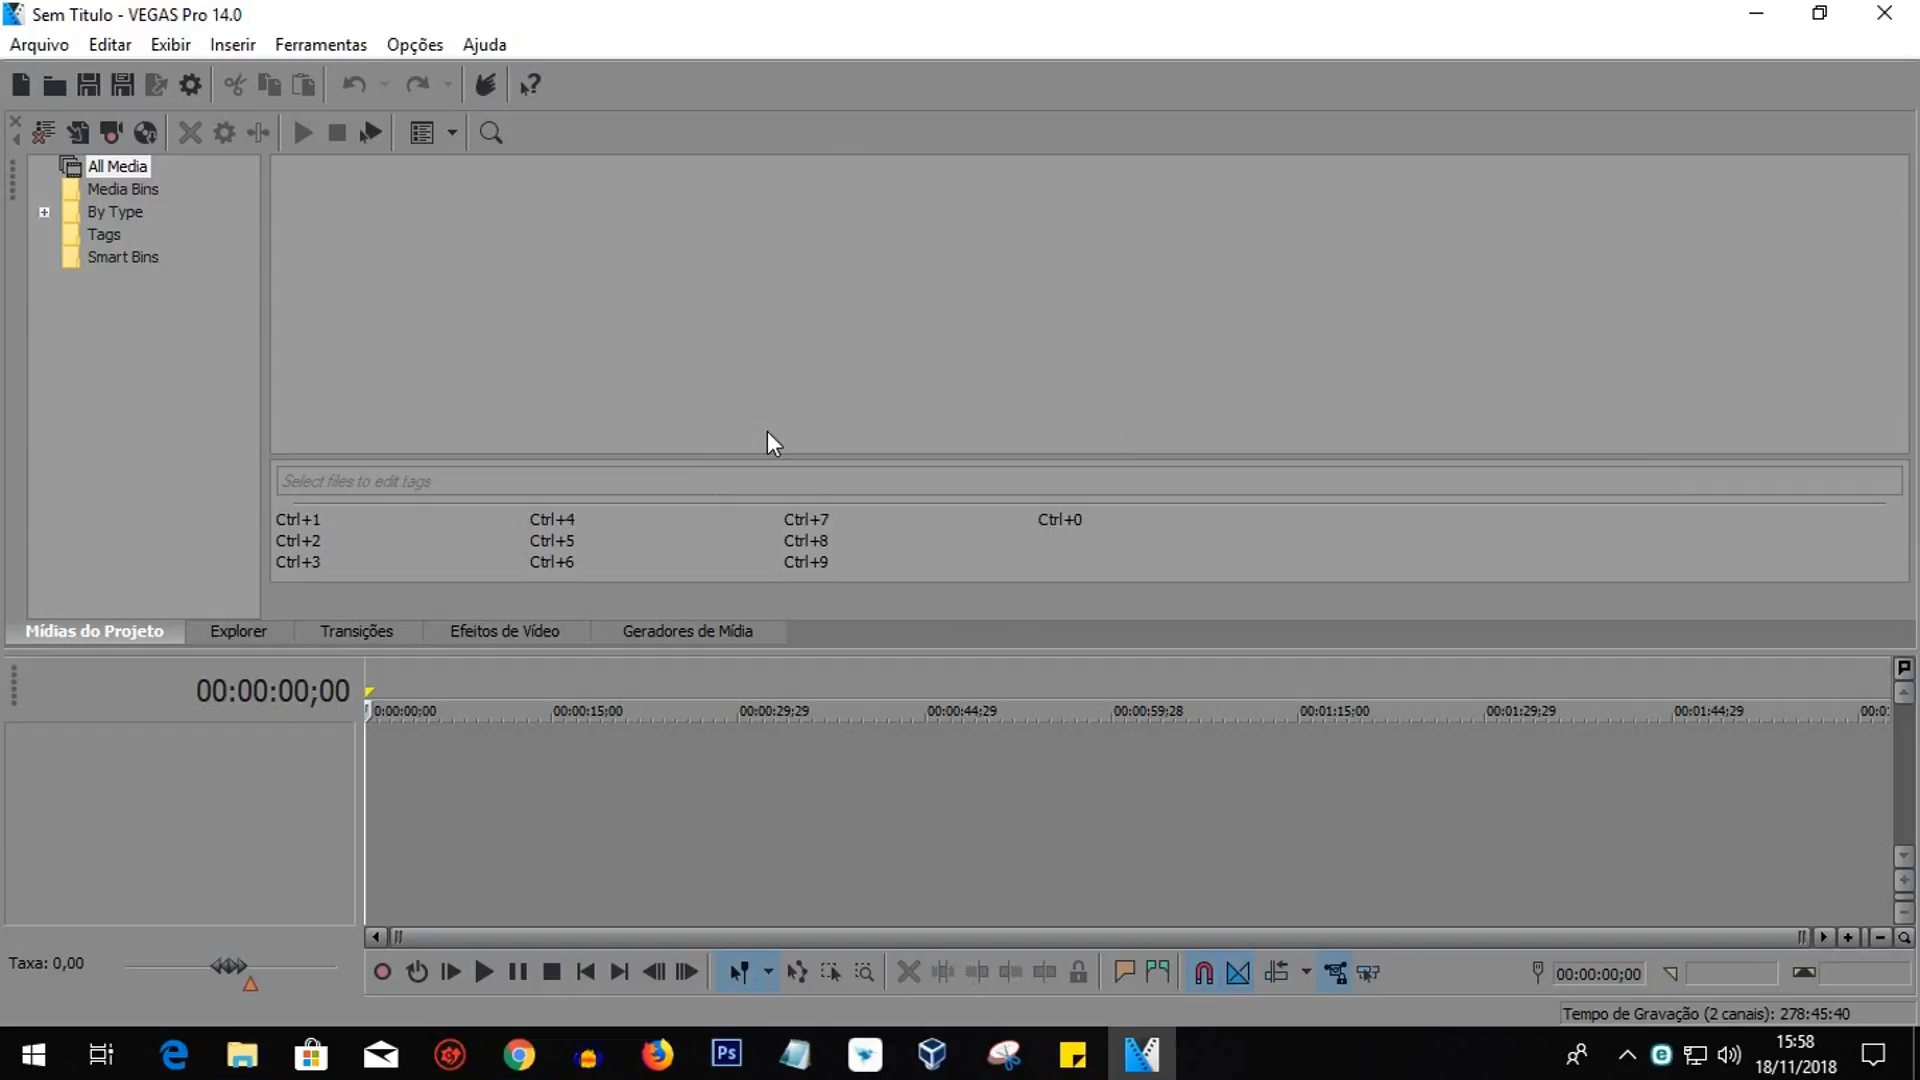 Sem Titulo - VEGAS Pro 14.0
Arquivo Editar Exibir Inserir Ferramentas Opções Ajuda
All Media
Media Bins
By Type
Tags
Smart Bins
Select files to edit tags
Ctrl+1 Ctrl+4 Ctrl+7 Ctrl+0
Ctrl+2 Ctrl+5 Ctrl+8
Ctrl+3 Ctrl+6 Ctrl+9
Mídias do Projeto Explorer Transições Efeitos de Vídeo Geradores de Mídia
00:00:00;00
0:00:00;00 00:00:15;00 00:00:29;29 00:00:44;29 00:00:59;28 00:01:15;00 00:01:29;29 00:01:44;29 00:0
Taxa: 0,00
00:00:00;00
Tempo de Gravação (2 canais): 278:45:40
Ps
15:58
18/11/2018